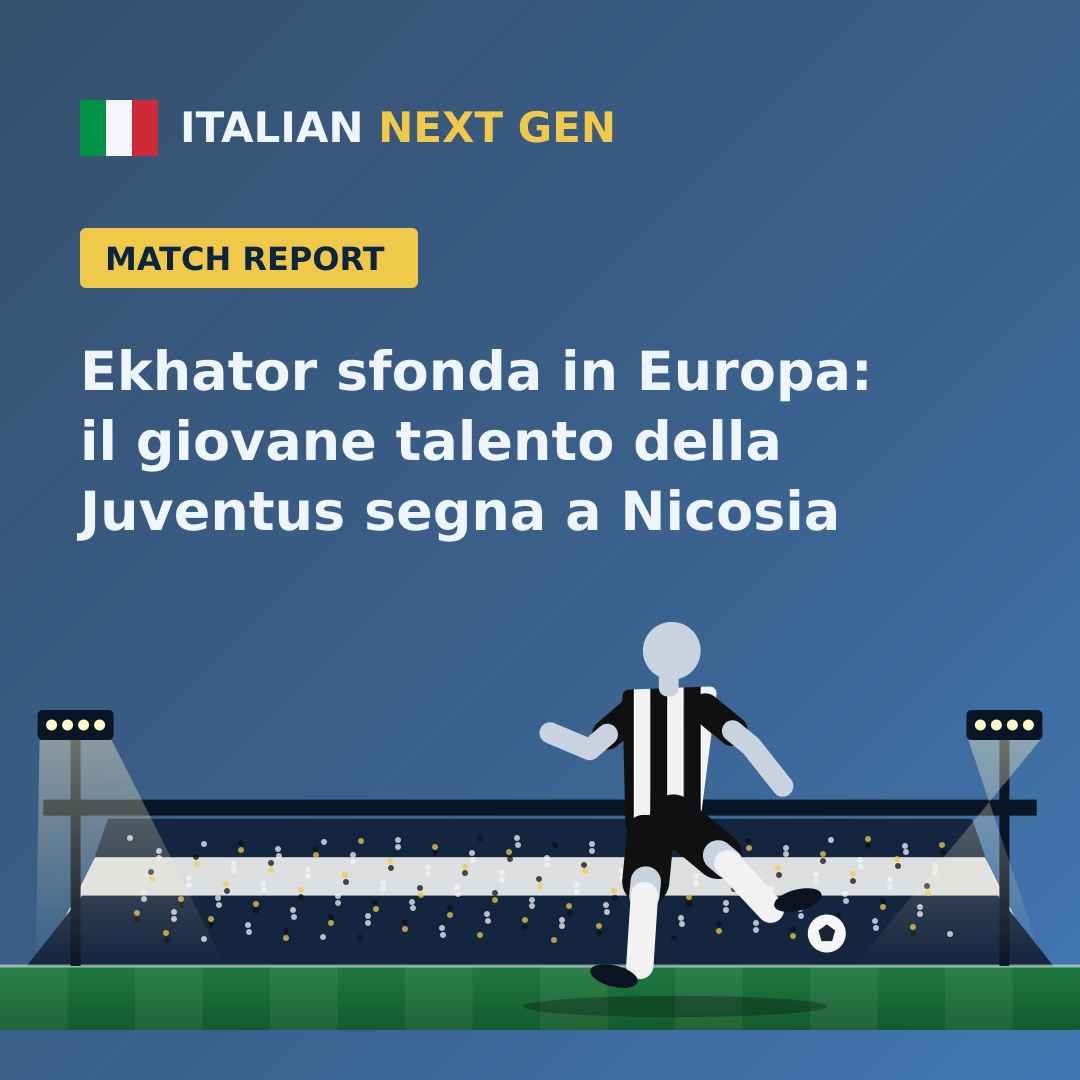 ITALIAN NEXT GEN
MATCH REPORT
Ekhator sfonda in Europa:
il giovane talento della
Juventus segna a Nicosia